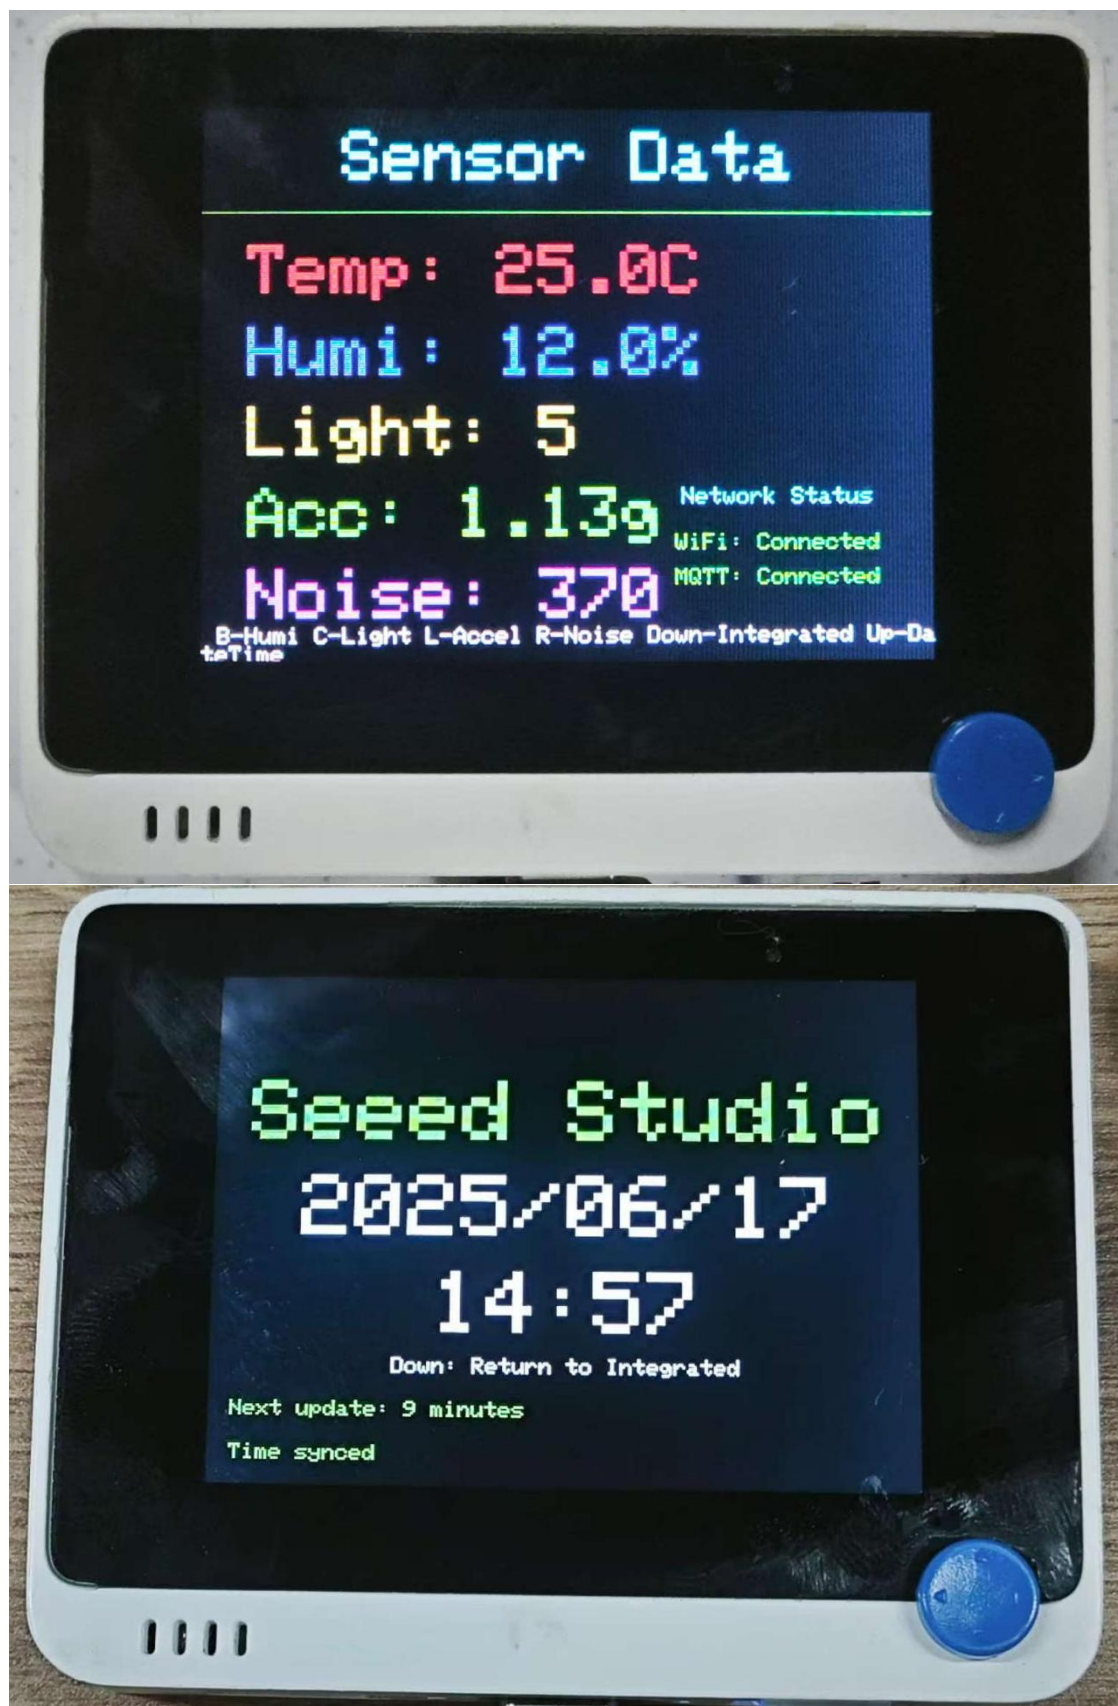 Sensor Data
Temp: 25.0C
Humi: 12.0%
Light: 5
Acc: 1.13g
Noise: 370
Network Status
WiFi: Connected
MQTT: Connected
B-Humi C-Light L-Accel R-Noise Down-Integrated Up-Da
teTime
Seeed Studio
2025/06/17
14:57
Down: Return to Integrated
Next update: 9 minutes
Time synced